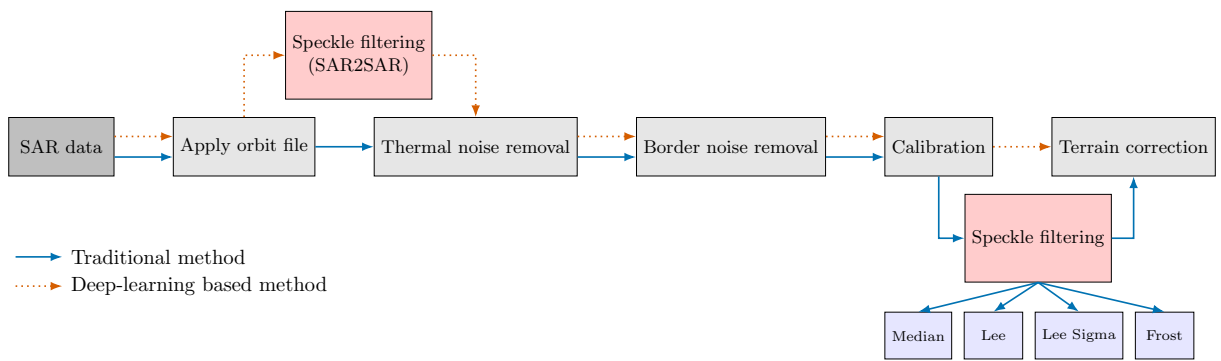 Speckle filtering
(SAR2SAR)
SAR data
Apply orbit file
Thermal noise removal
Border noise removal
Calibration
Terrain correction
Speckle filtering
Traditional method
Deep-learning based method
Median
Lee
Lee Sigma
Frost